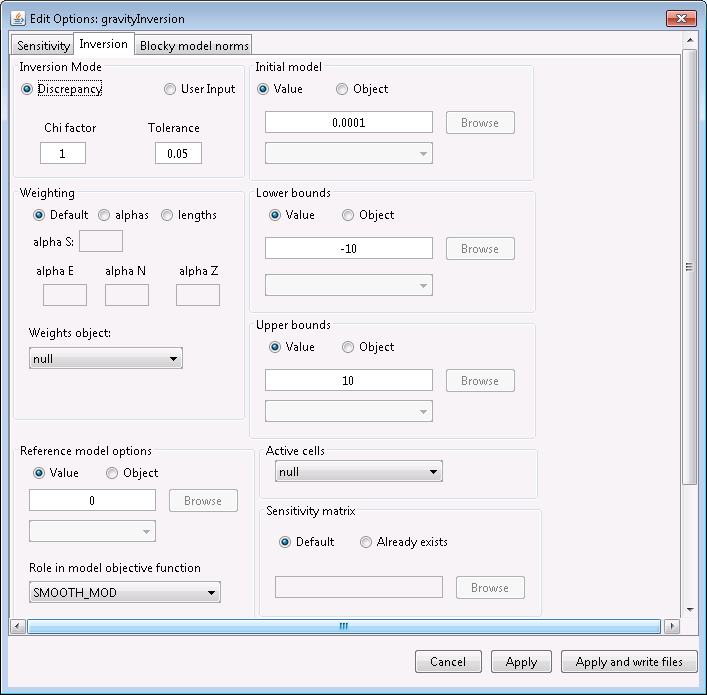 Edit Options: gravityInversion
Sensitivity Inversion Blocky model norms
Inversion Mode
Discrepancy User Input
Chi factor Tolerance
1 0.05
Initial model
Value Object
0.0001 Browse
Weighting
Default alphas lengths
alpha S:
alpha E alpha N alpha Z
Weights object:
null
Lower bounds
Value Object
-10 Browse
Upper bounds
Value Object
10 Browse
Reference model options
Value Object
0 Browse
Role in model objective function
SMOOTH_MOD
Active cells
null
Sensitivity matrix
Default Already exists
Browse
Cancel Apply Apply and write files